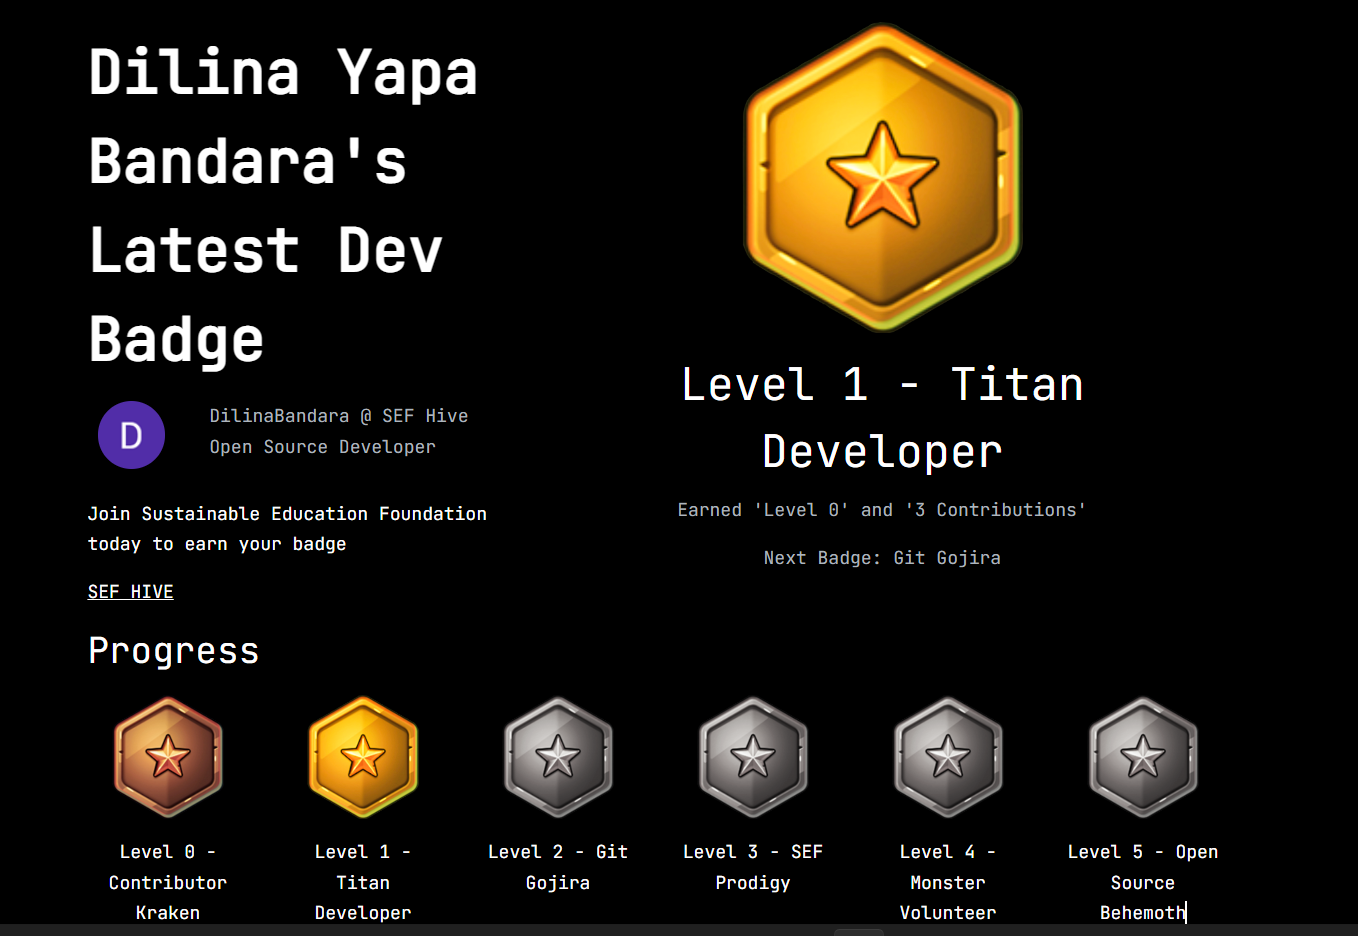 Dilina Yapa
Bandara's
Latest Dev
Badge
D
DilinaBandara @ SEF Hive
Open Source Developer
Join Sustainable Education Foundation
today to earn your badge
SEF HIVE
Level 1 - Titan
Developer
Earned 'Level 0' and '3 Contributions'
Next Badge: Git Gojira
Progress
Level 0 -
Contributor
Kraken
Level 1 -
Titan
Developer
Level 2 - Git
Gojira
Level 3 - SEF
Prodigy
Level 4 -
Monster
Volunteer
Level 5 - Open
Source
Behemoth